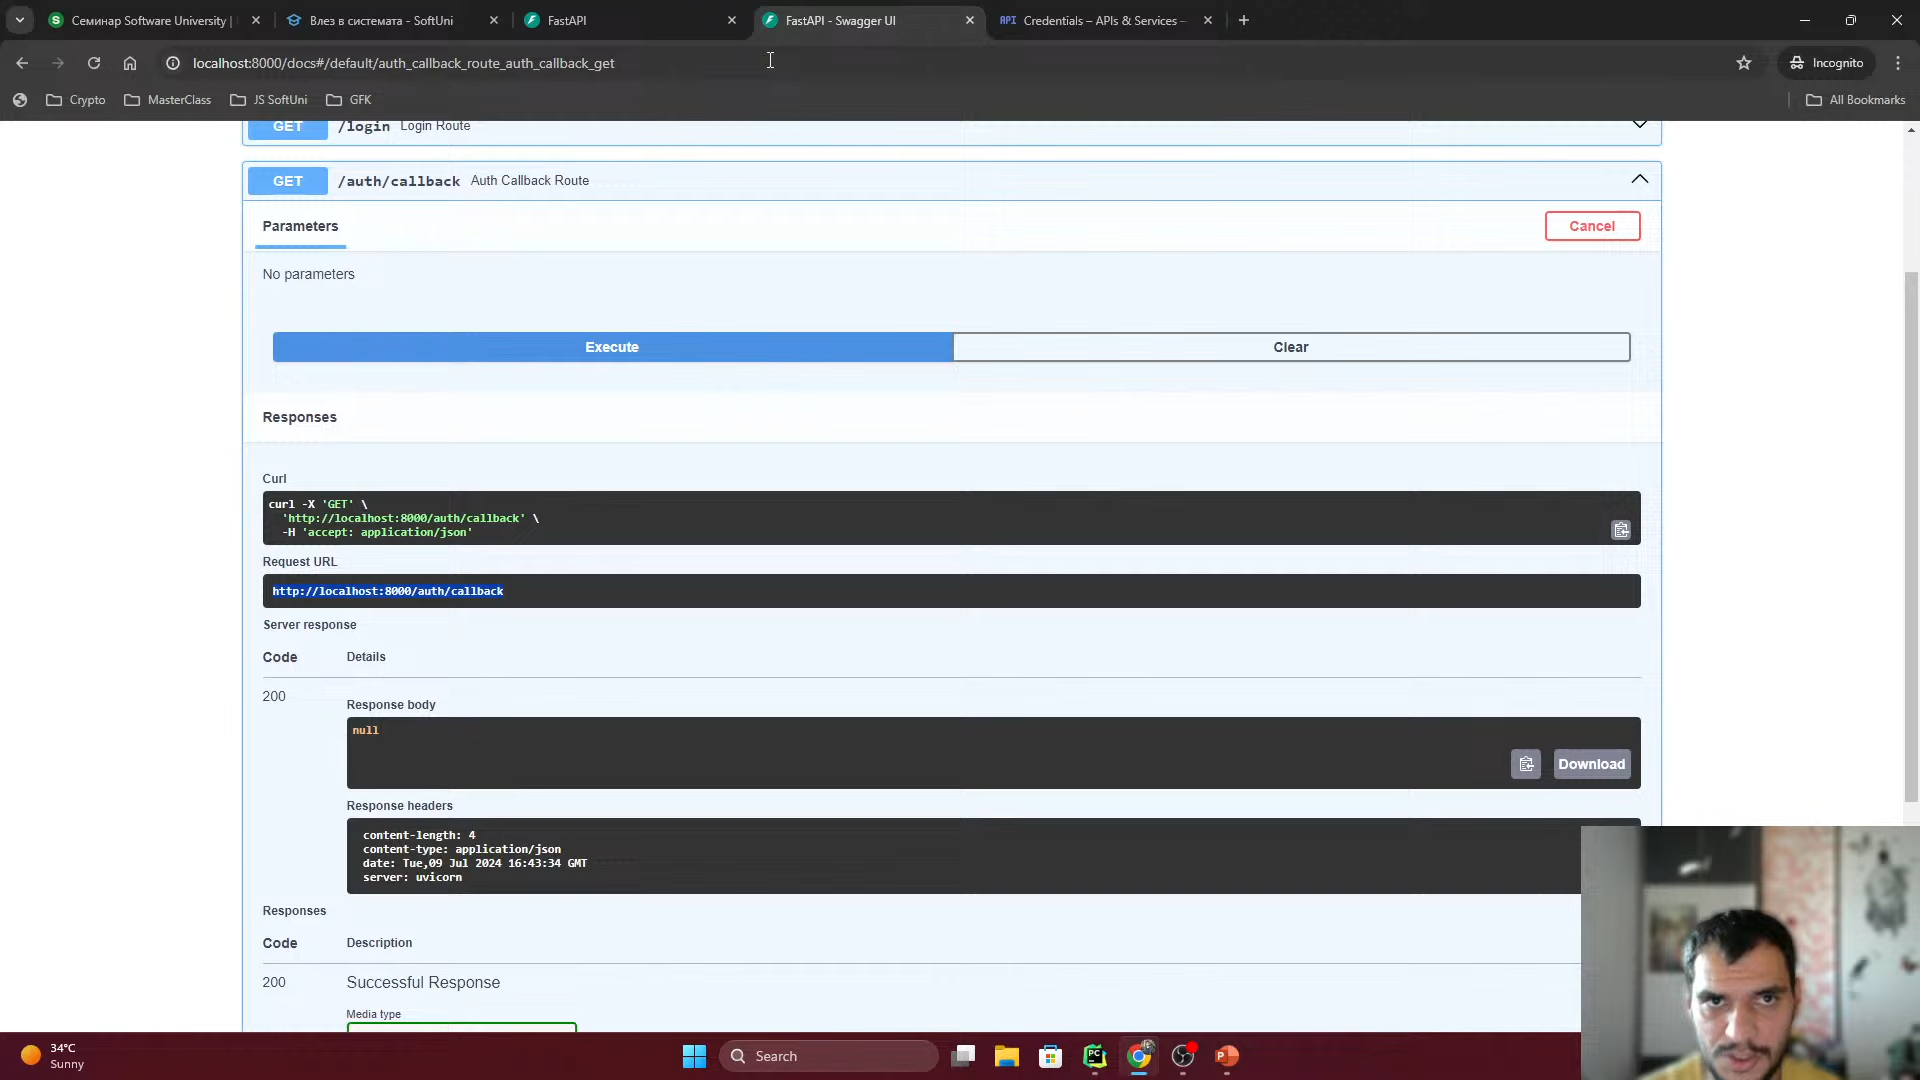 Семинар Software University |
Влез в системата - SoftUni
FastAPI
FastAPI - Swagger UI
API
Credentials – APIs & Services –
localhost:8000/docs#/default/auth_callback_route_auth_callback_get
Incognito
Crypto
MasterClass
JS SoftUni
GFK
All Bookmarks
GET /login Login Route
GET /auth/callback Auth Callback Route
Parameters
Cancel
No parameters
Execute
Clear
Responses
Curl
curl -X 'GET' \
'http://localhost:8000/auth/callback' \
-H 'accept: application/json'
Request URL
http://localhost:8000/auth/callback
Server response
Code Details
200
Response body
null
Download
Response headers
content-length: 4
content-type: application/json
date: Tue,09 Jul 2024 16:43:34 GMT
server: uvicorn
Responses
Code Description
200 Successful Response
Media type
34°C
Sunny
Search